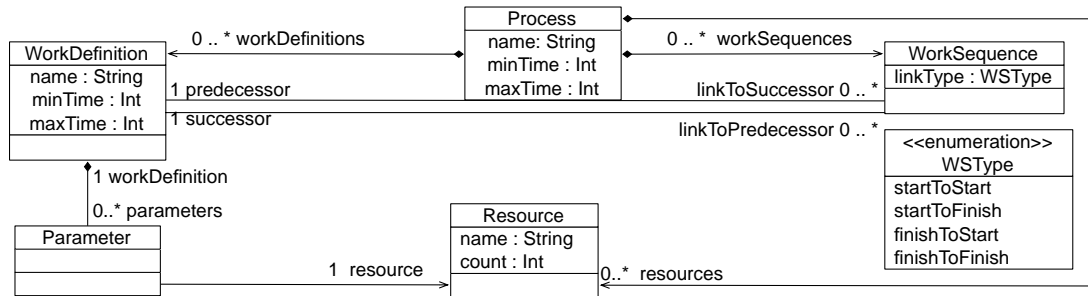 Process
name: String
minTime : Int
maxTime : Int
0 .. * workDefinitions
0 .. * workSequences
WorkDefinition
name : String
minTime : Int
maxTime : Int
WorkSequence
linkType : WSType
1 predecessor
linkToSuccessor 0 .. *
1 successor
linkToPredecessor 0 .. *
<<enumeration>>
WSType
startToStart
startToFinish
finishToStart
finishToFinish
1 workDefinition
0..* parameters
Parameter
Resource
name : String
count : Int
1 resource
0..* resources